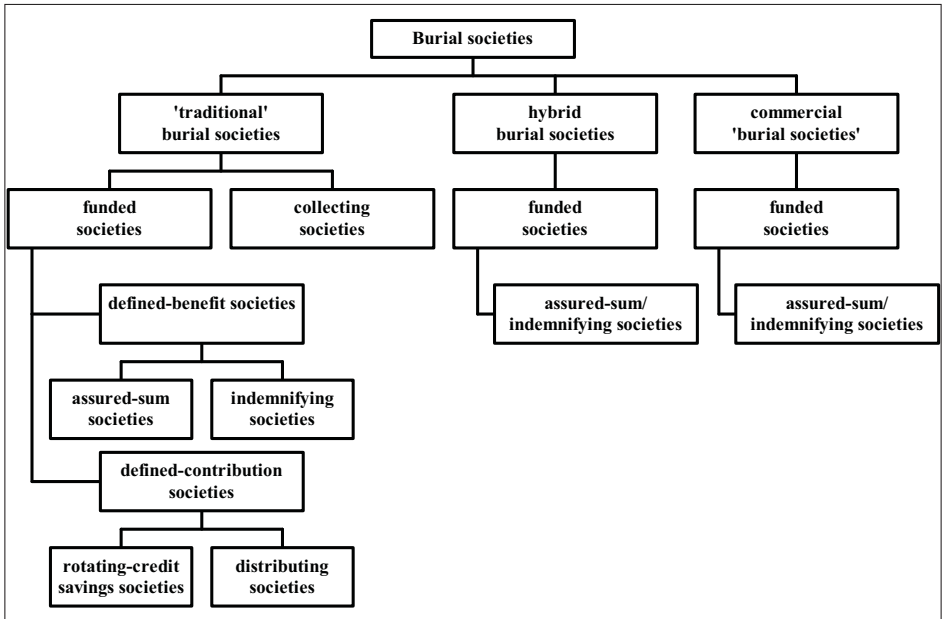 Burial societies
'traditional'
burial societies
hybrid
burial societies
commercial
'burial societies'
funded
societies
collecting
societies
funded
societies
funded
societies
defined-benefit societies
assured-sum/
indemnifying societies
assured-sum/
indemnifying societies
assured-sum
societies
indemnifying
societies
defined-contribution
societies
rotating-credit
savings societies
distributing
societies